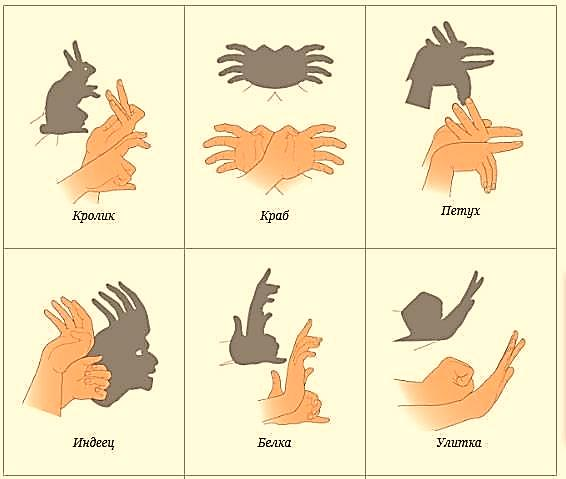 Кролик
Краб
Петух
Индеец
Белка
Улитка